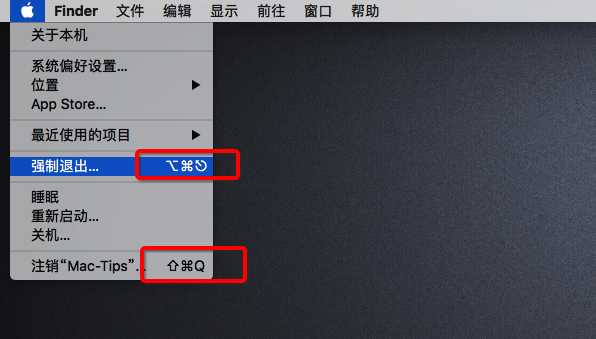 Finder 文件 编辑 显示 前往 窗口 帮助
关于本机
系统偏好设置...
位置 ▶
App Store...
最近使用的项目 ▶
强制退出... ⌥⌘⎋
睡眠
重新启动...
关机...
注销“Mac-Tips”... ⇧⌘Q